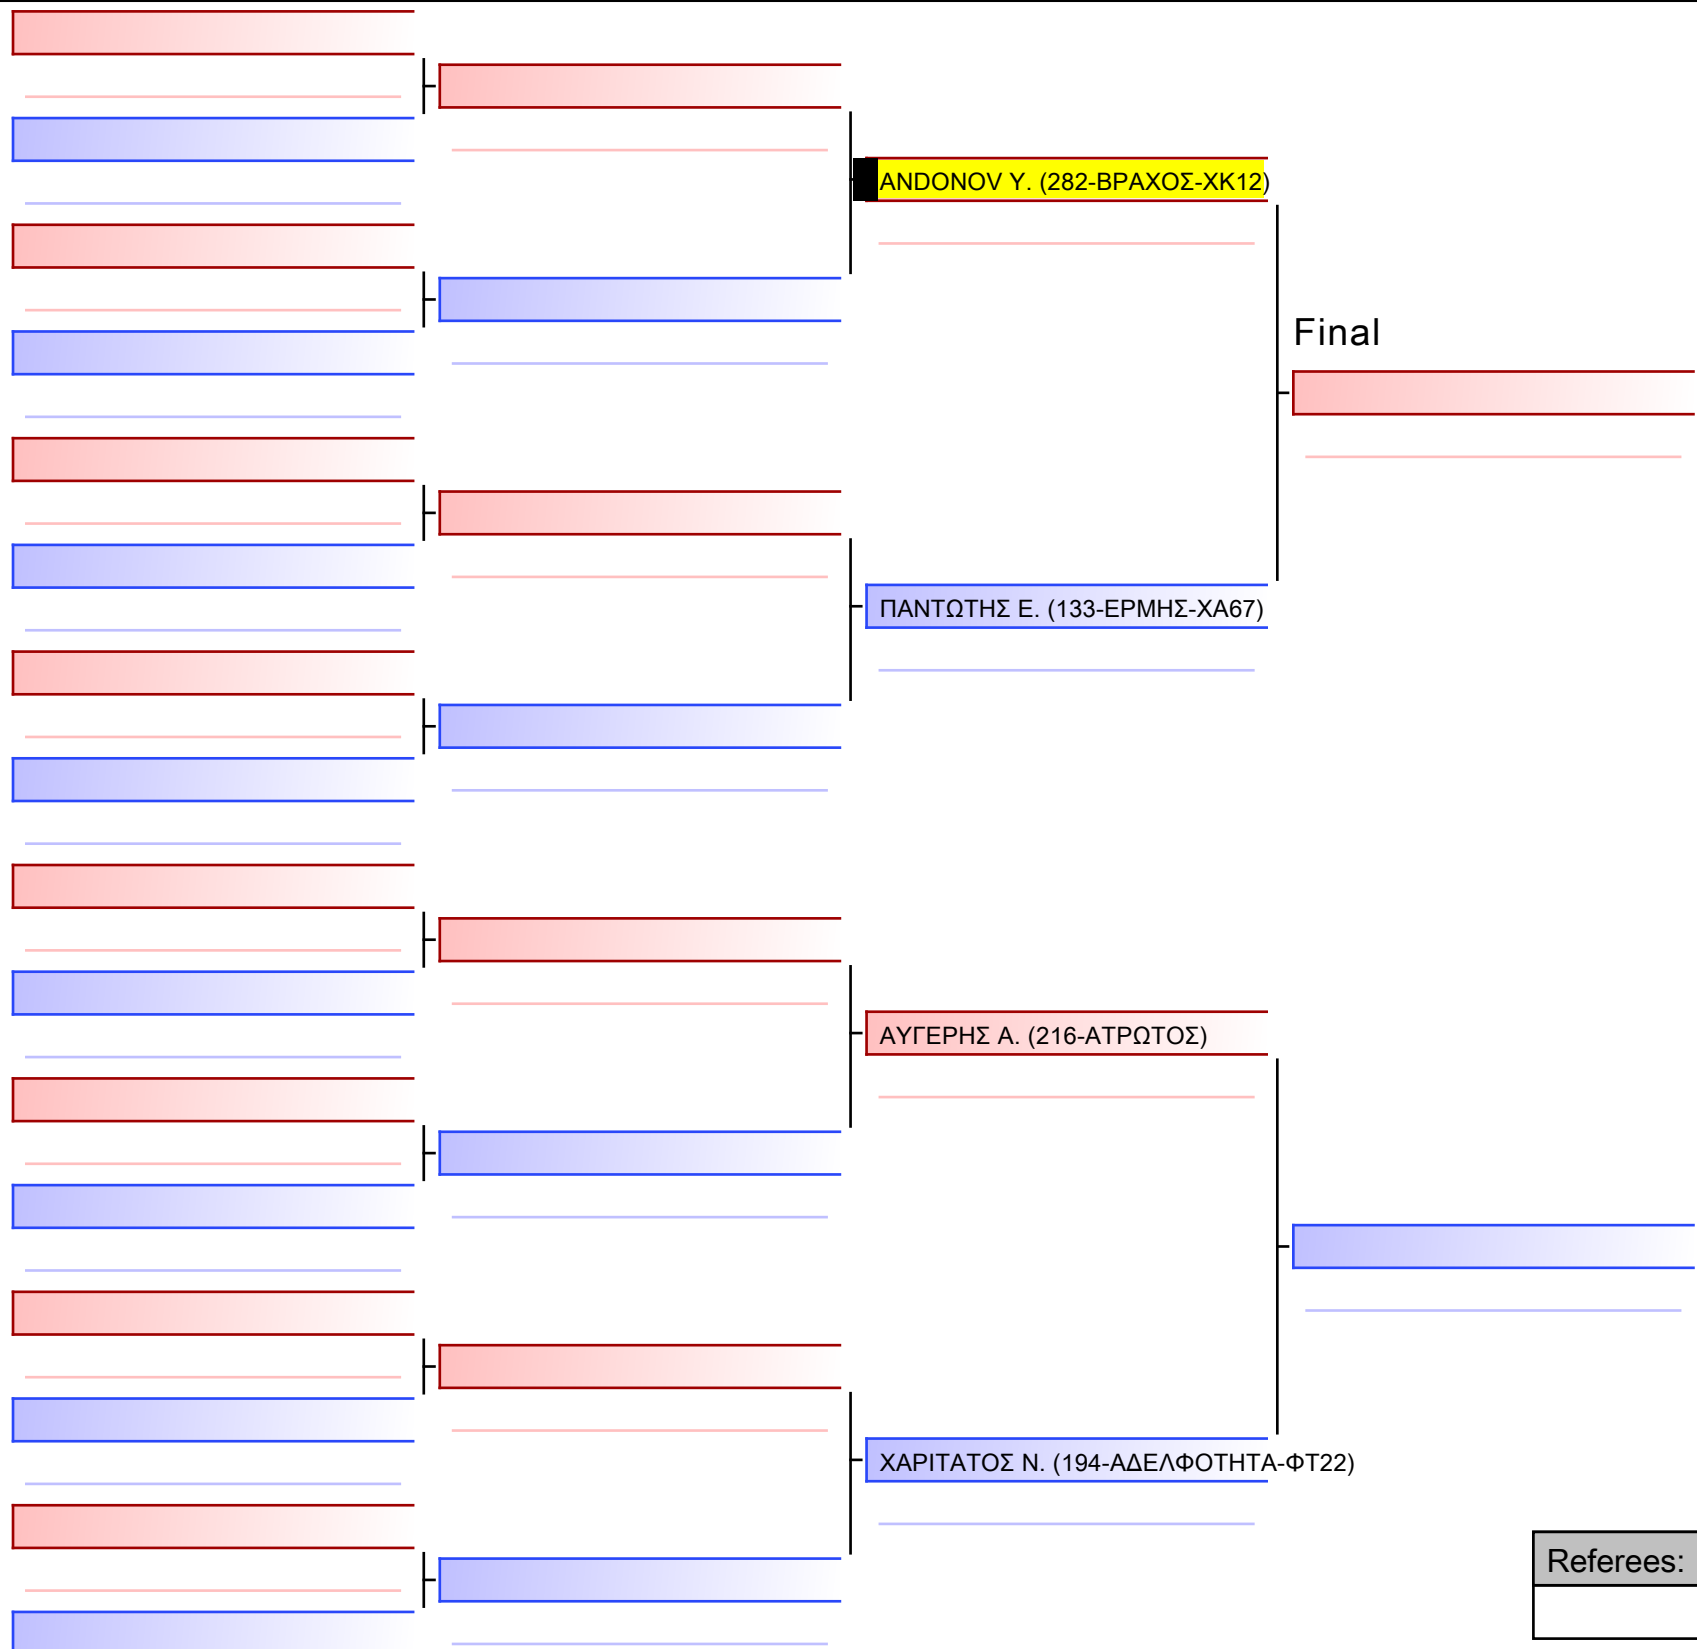 ANDONOV Y. (282-ΒΡΑΧΟΣ-ΧΚ12)
Final
ΠΑΝΤΩΤΗΣ Ε. (133-ΕΡΜΗΣ-ΧΑ67)
ΑΥΓΕΡΗΣ Α. (216-ΑΤΡΩΤΟΣ)
ΧΑΡΙΤΑΤΟΣ Ν. (194-ΑΔΕΛΦΟΤΗΤΑ-ΦΤ22)
Referees: